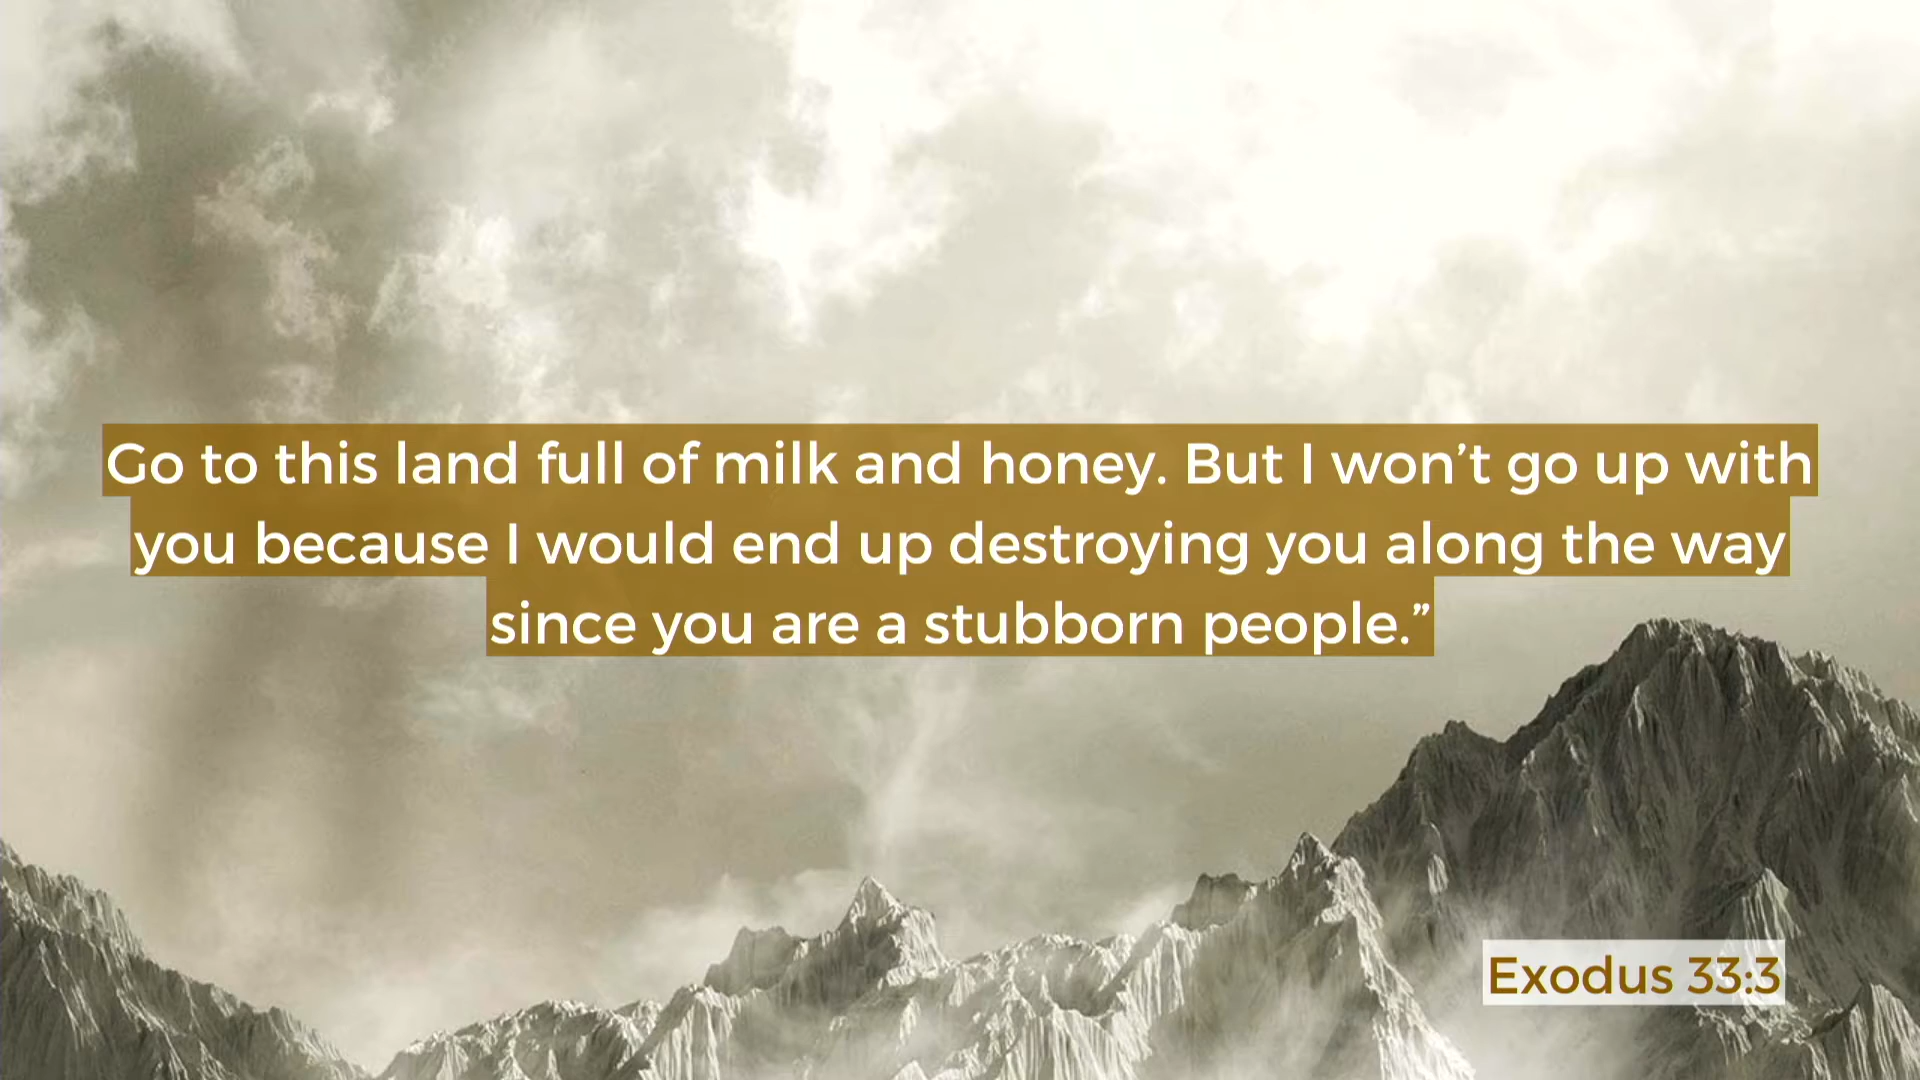 Go to this land full of milk and honey. But I won’t go up with
you because I would end up destroying you along the way
since you are a stubborn people.”
Exodus 33:3